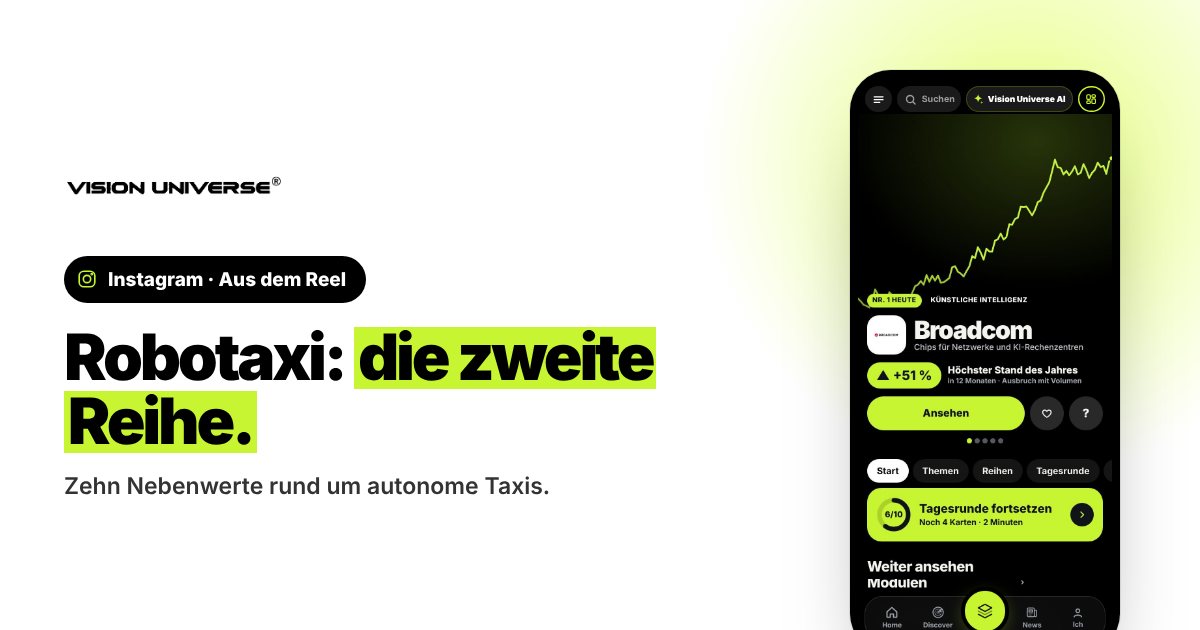 VISION UNIVERSE®
Instagram · Aus dem Reel
Robotaxi: die zweite
Reihe.
Zehn Nebenwerte rund um autonome Taxis.
Suchen
Vision Universe AI
NR. 1 HEUTE
KÜNSTLICHE INTELLIGENZ
BROADCOM
Broadcom
Chips für Netzwerke und KI-Rechenzentren
▲ +51 %
Höchster Stand des Jahres
In 12 Monaten · Ausbruch mit Volumen
Ansehen
?
Start
Themen
Reihen
Tagesrunde
6/10
Tagesrunde fortsetzen
Noch 4 Karten · 2 Minuten
Weiter ansehen
Modulen
Home
Discover
News
Ich